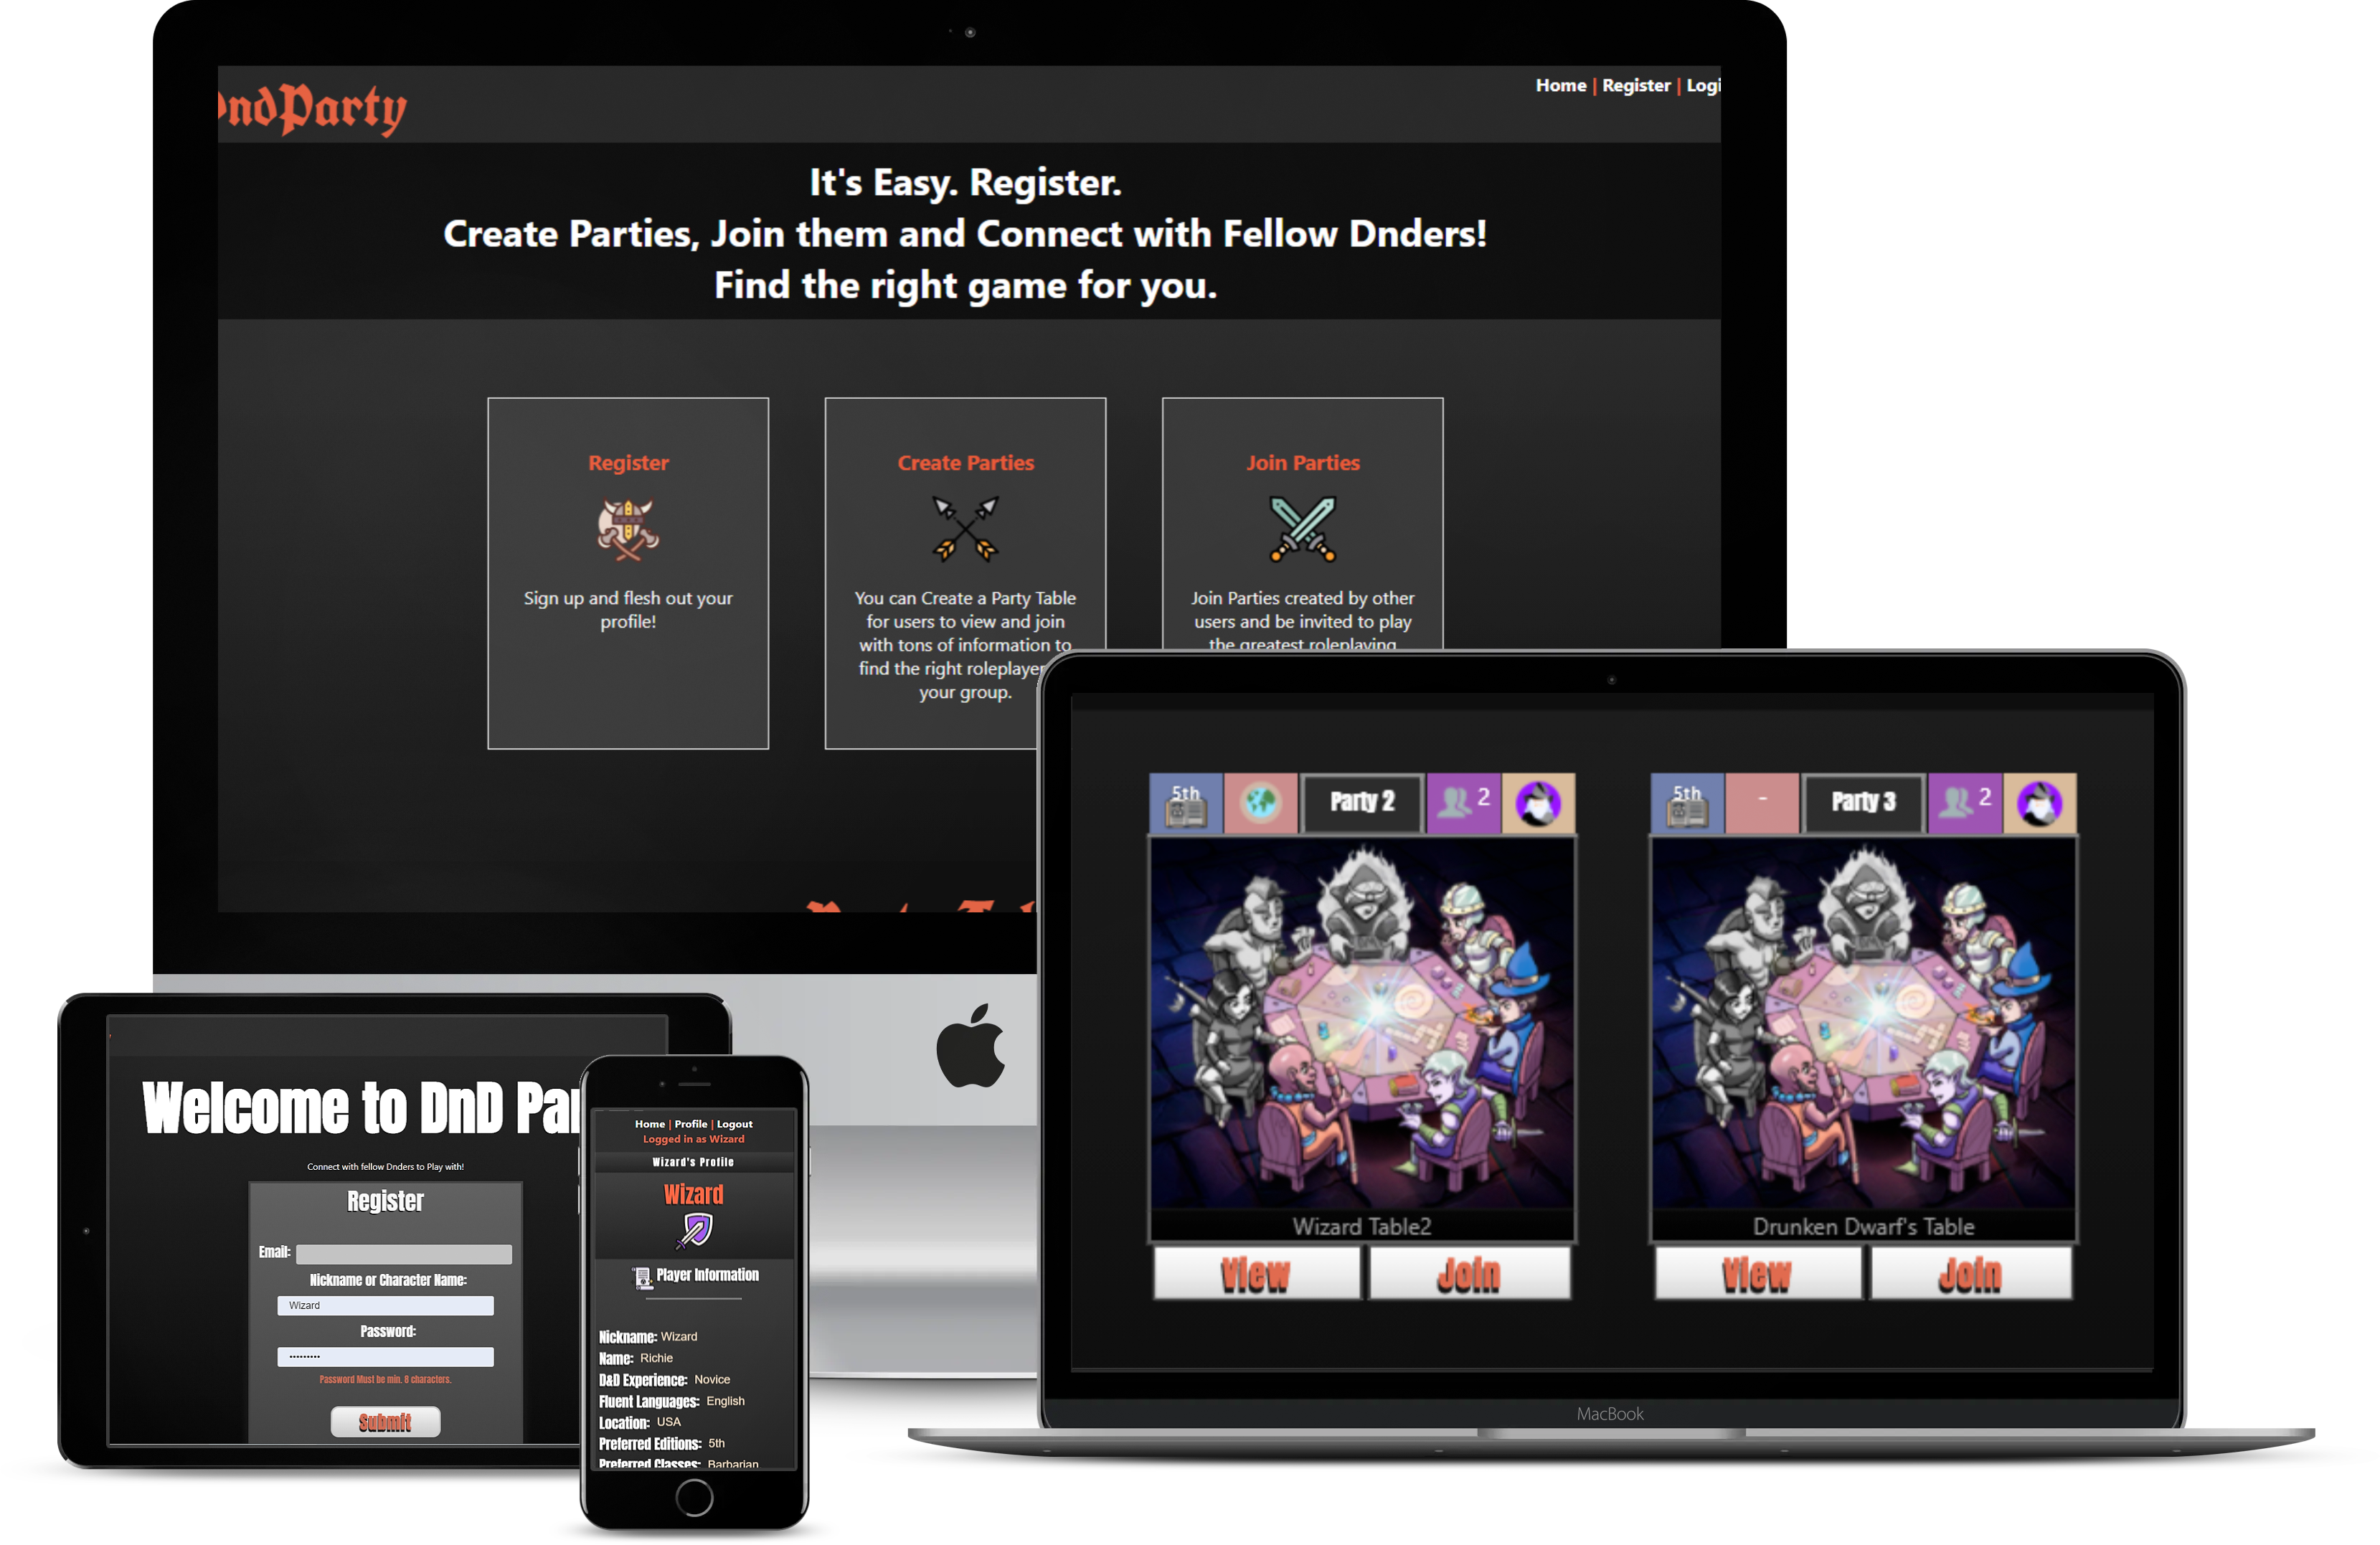 DndParty
Home | Register | Logi
It's Easy. Register.
Create Parties, Join them and Connect with Fellow Dnders!
Find the right game for you.
Register
Sign up and flesh out your
profile!
Create Parties
You can Create a Party Table
for users to view and join
with tons of information to
find the right roleplaye
your group.
Join Parties
Join Parties created by other
users and be invited to play
the greatest roleplaying
5th
Party 2
2
Wizard Table2
View
Join
5th
-
Party 3
2
Drunken Dwarf's Table
View
Join
MacBook
Welcome to DnD Par
Connect with fellow Dnders to Play with!
Register
Email:
Nickname or Character Name:
Wizard
Password:
Password Must be min. 8 characters.
Submit
Home | Profile | Logout
Logged in as Wizard
Wizard's Profile
Wizard
Player Information
Nickname: Wizard
Name: Richie
D&D Experience: Novice
Fluent Languages: English
Location: USA
Preferred Editions: 5th
Preferred Classes: Barbarian